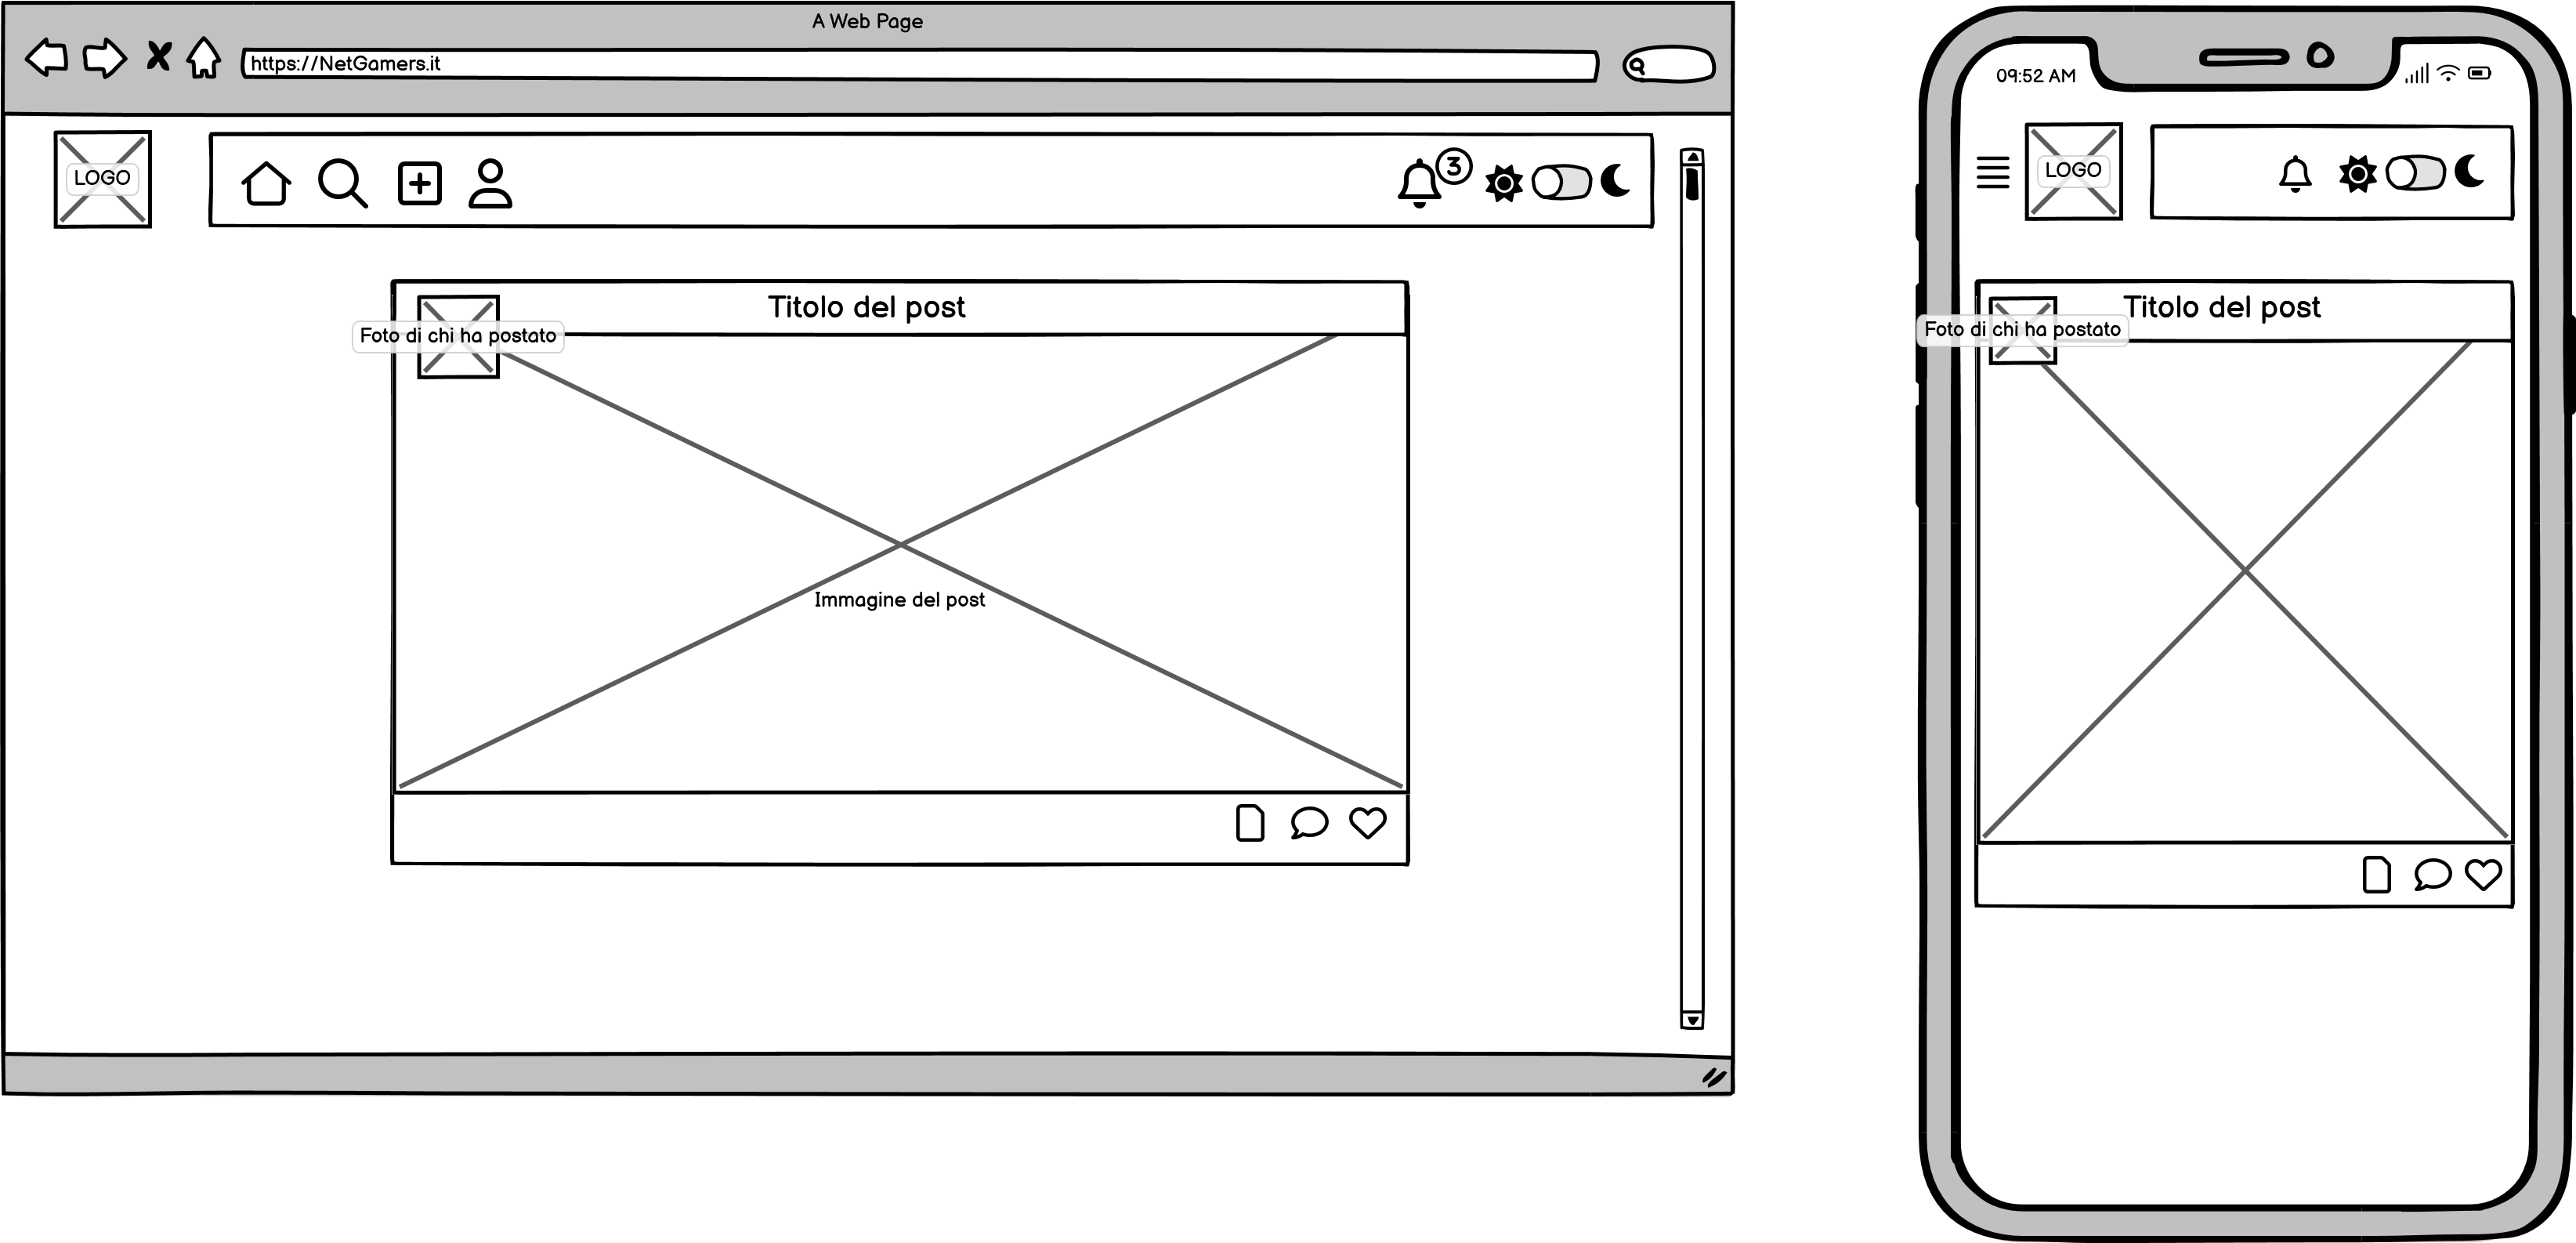 A Web Page
https://NetGamers.it
LOGO
3
Titolo del post
Foto di chi ha postato
Immagine del post
09:52 AM
LOGO
Titolo del post
Foto di chi ha postato